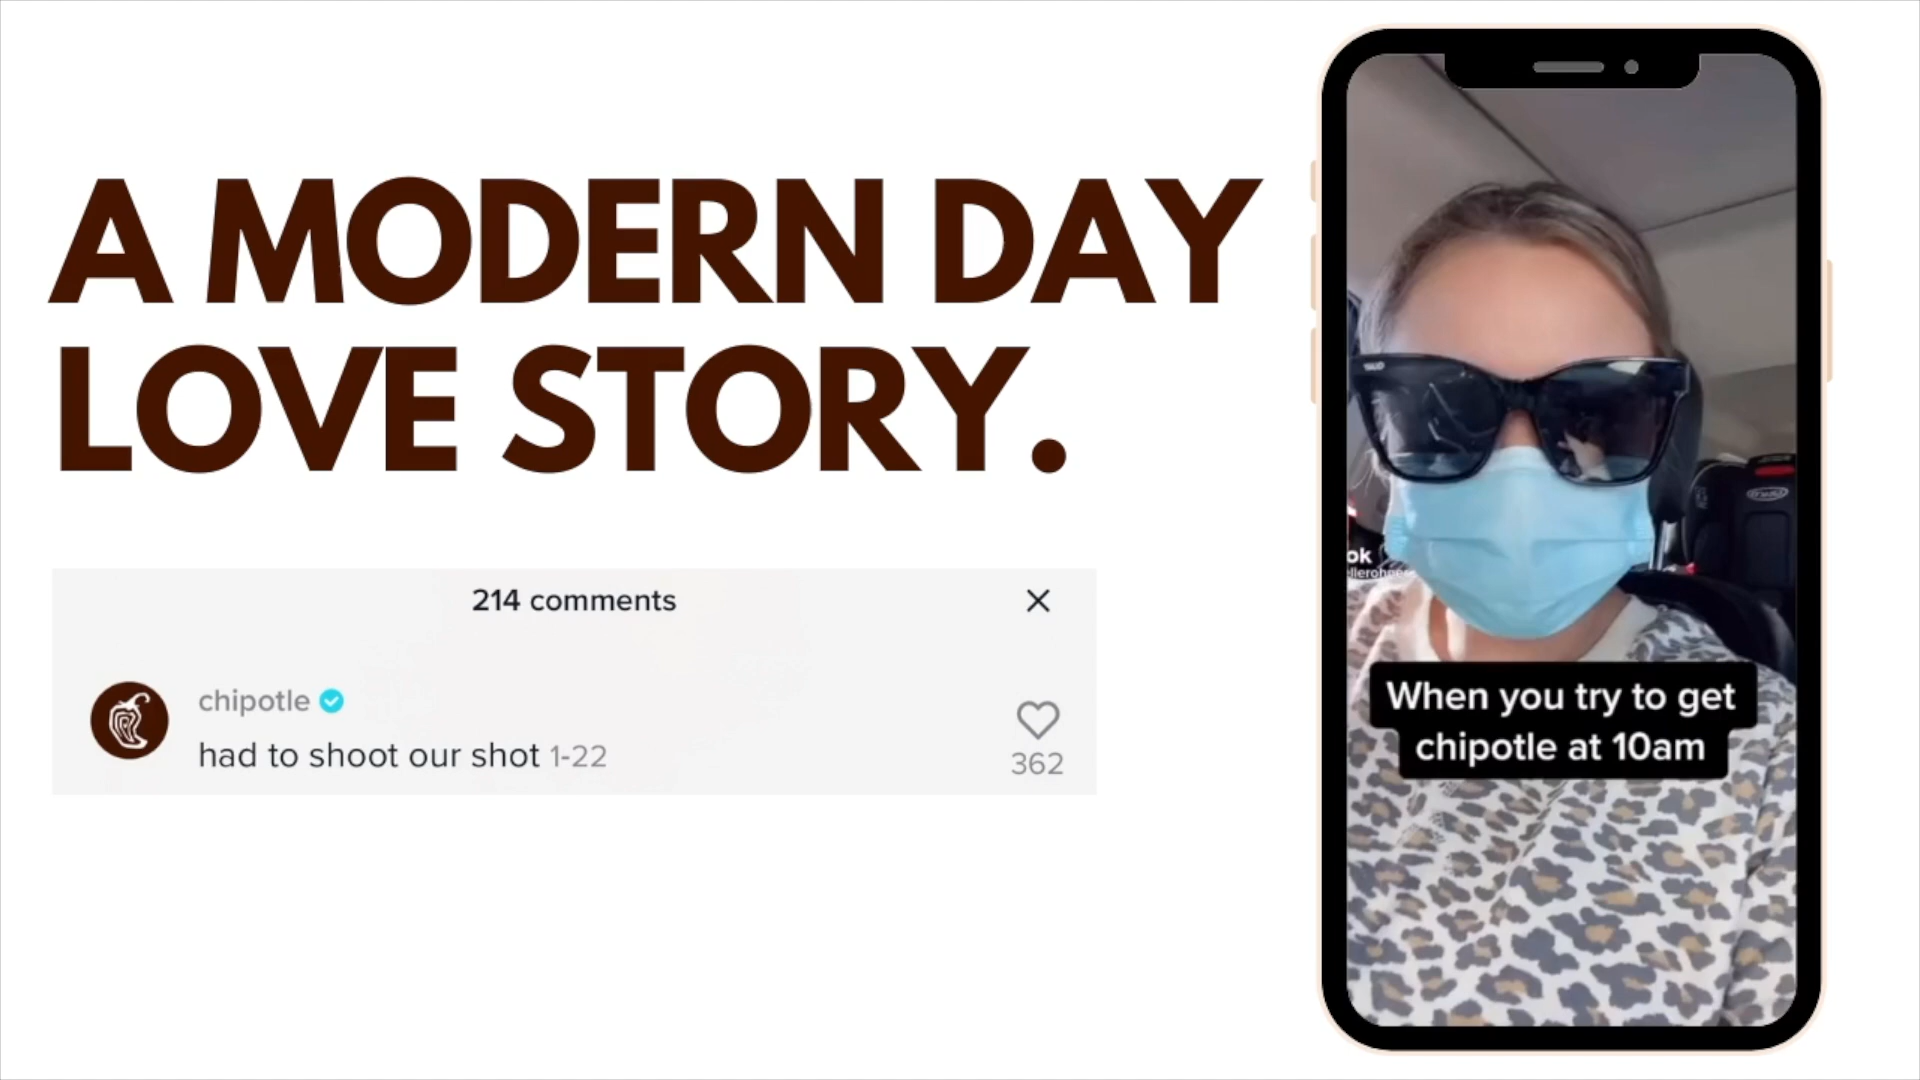 A MODERN DAY
LOVE STORY.
214 comments
chipotle
had to shoot our shot 1-22
362
ok
When you try to get
chipotle at 10am